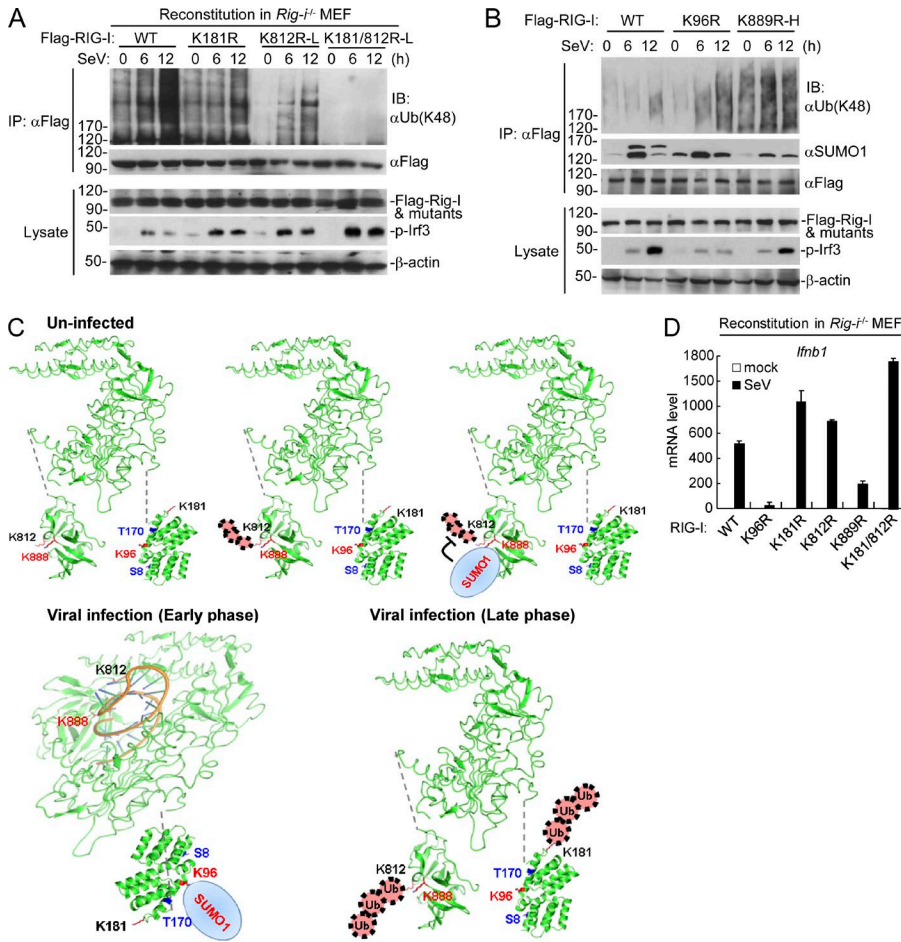 A
Reconstitution in Rig-i-/- MEF
Flag-RIG-I: WT K181R K812R-L K181/812R-L
SeV: 0 6 12 0 6 12 0 6 12 0 6 12 (h)
IP: αFlag
170-
120-
IB:
αUb(K48)
120-
90-
αFlag
Lysate
120-
90-
-Flag-Rig-I
& mutants
50-
-p-Irf3
50-
-β-actin
B
Flag-RIG-I: WT K96R K889R-H
SeV: 0 6 12 0 6 12 0 6 12 (h)
IP: αFlag
170-
120-
IB:
αUb(K48)
170-
120-
αSUMO1
120-
90-
αFlag
Lysate
120-
90-
-Flag-Rig-I
& mutants
50-
-p-Irf3
50-
-β-actin
C
Un-infected
K812
K888
K181
T170
K96
S8
K812
K888
K181
T170
K96
S8
K812
K888
SUMO1
K181
T170
K96
S8
Viral infection (Early phase)
K812
K888
S8
K96
SUMO1
T170
K181
Viral infection (Late phase)
K812
K888
Ub
Ub
Ub
Ub
Ub
Ub
K181
T170
K96
S8
D
Reconstitution in Rig-i-/- MEF
Ifnb1
mock
SeV
mRNA level
1800
1000
600
400
200
0
RIG-I: WT K96R K181R K812R K889R K181/812R